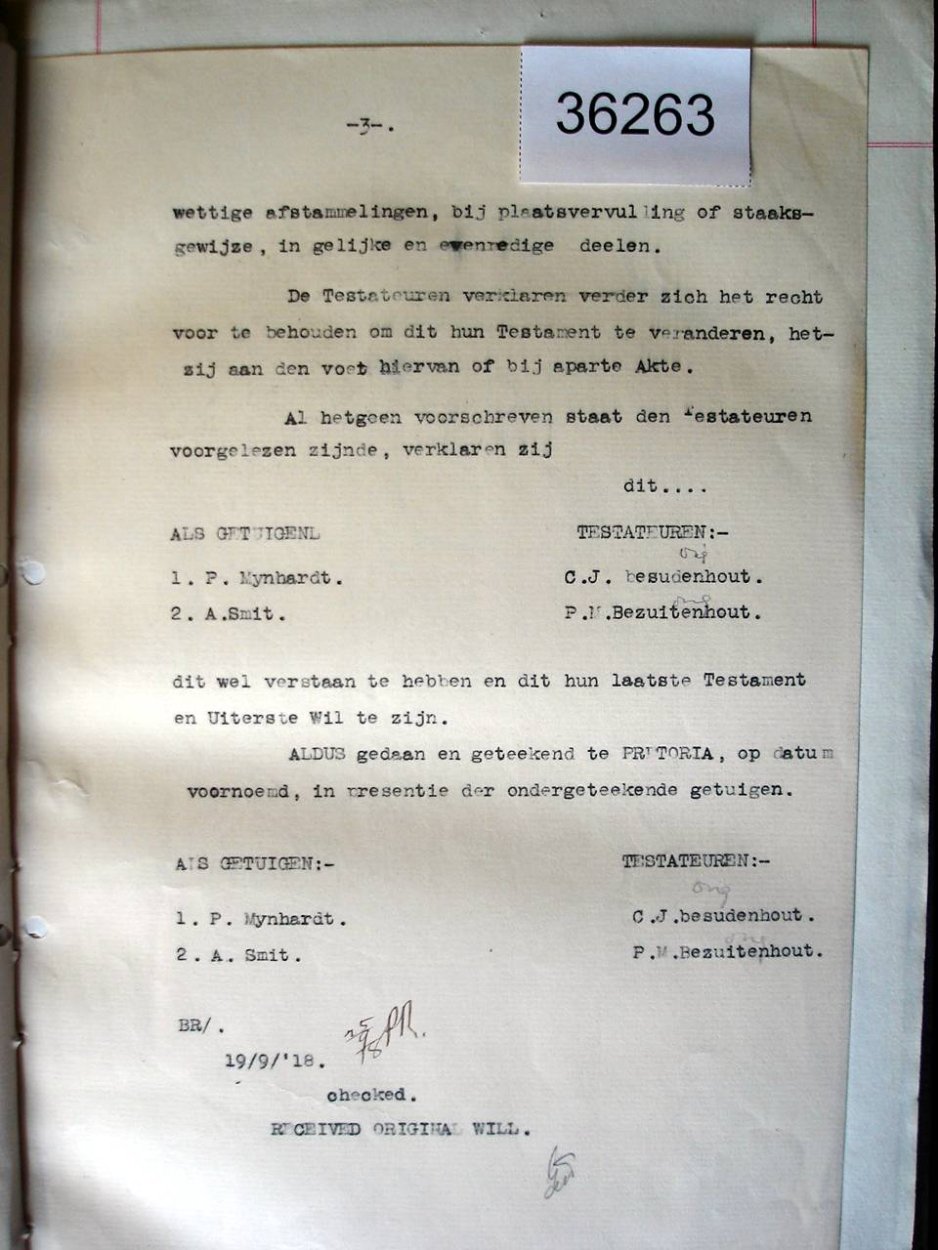 36263
-3-.
wettige afstammelingen, bij plaatsvervulling of staaks-
gewijze, in gelijke en evenredige deelen.
De Testateuren verklaren verder zich het recht
voor te behouden om dit hun Testament te veranderen, het-
zij aan den voet hiervan of bij aparte Akte.
Al hetgeen voorschreven staat den Testateuren
voorgelezen zijnde, verklaren zij
dit....
ALS GETUIGENL TESTATEUREN:-
1. P. Mynhardt. C.J. besudenhout.
2. A.Smit. P.M.Bezuitenhout.
dit wel verstaan te hebben en dit hun laatste Testament
en Uiterste Wil te zijn.
ALDUS gedaan en geteekend te PRETORIA, op datum
voornoemd, in presentie der ondergeteekende getuigen.
ALS GETUIGEN:- TESTATEUREN:-
1. P. Mynhardt. C.J.besudenhout.
2. A. Smit. P.M.Bezuitenhout.
BR/.
19/9/'18.
checked.
RECEIVED ORIGINAL WILL.